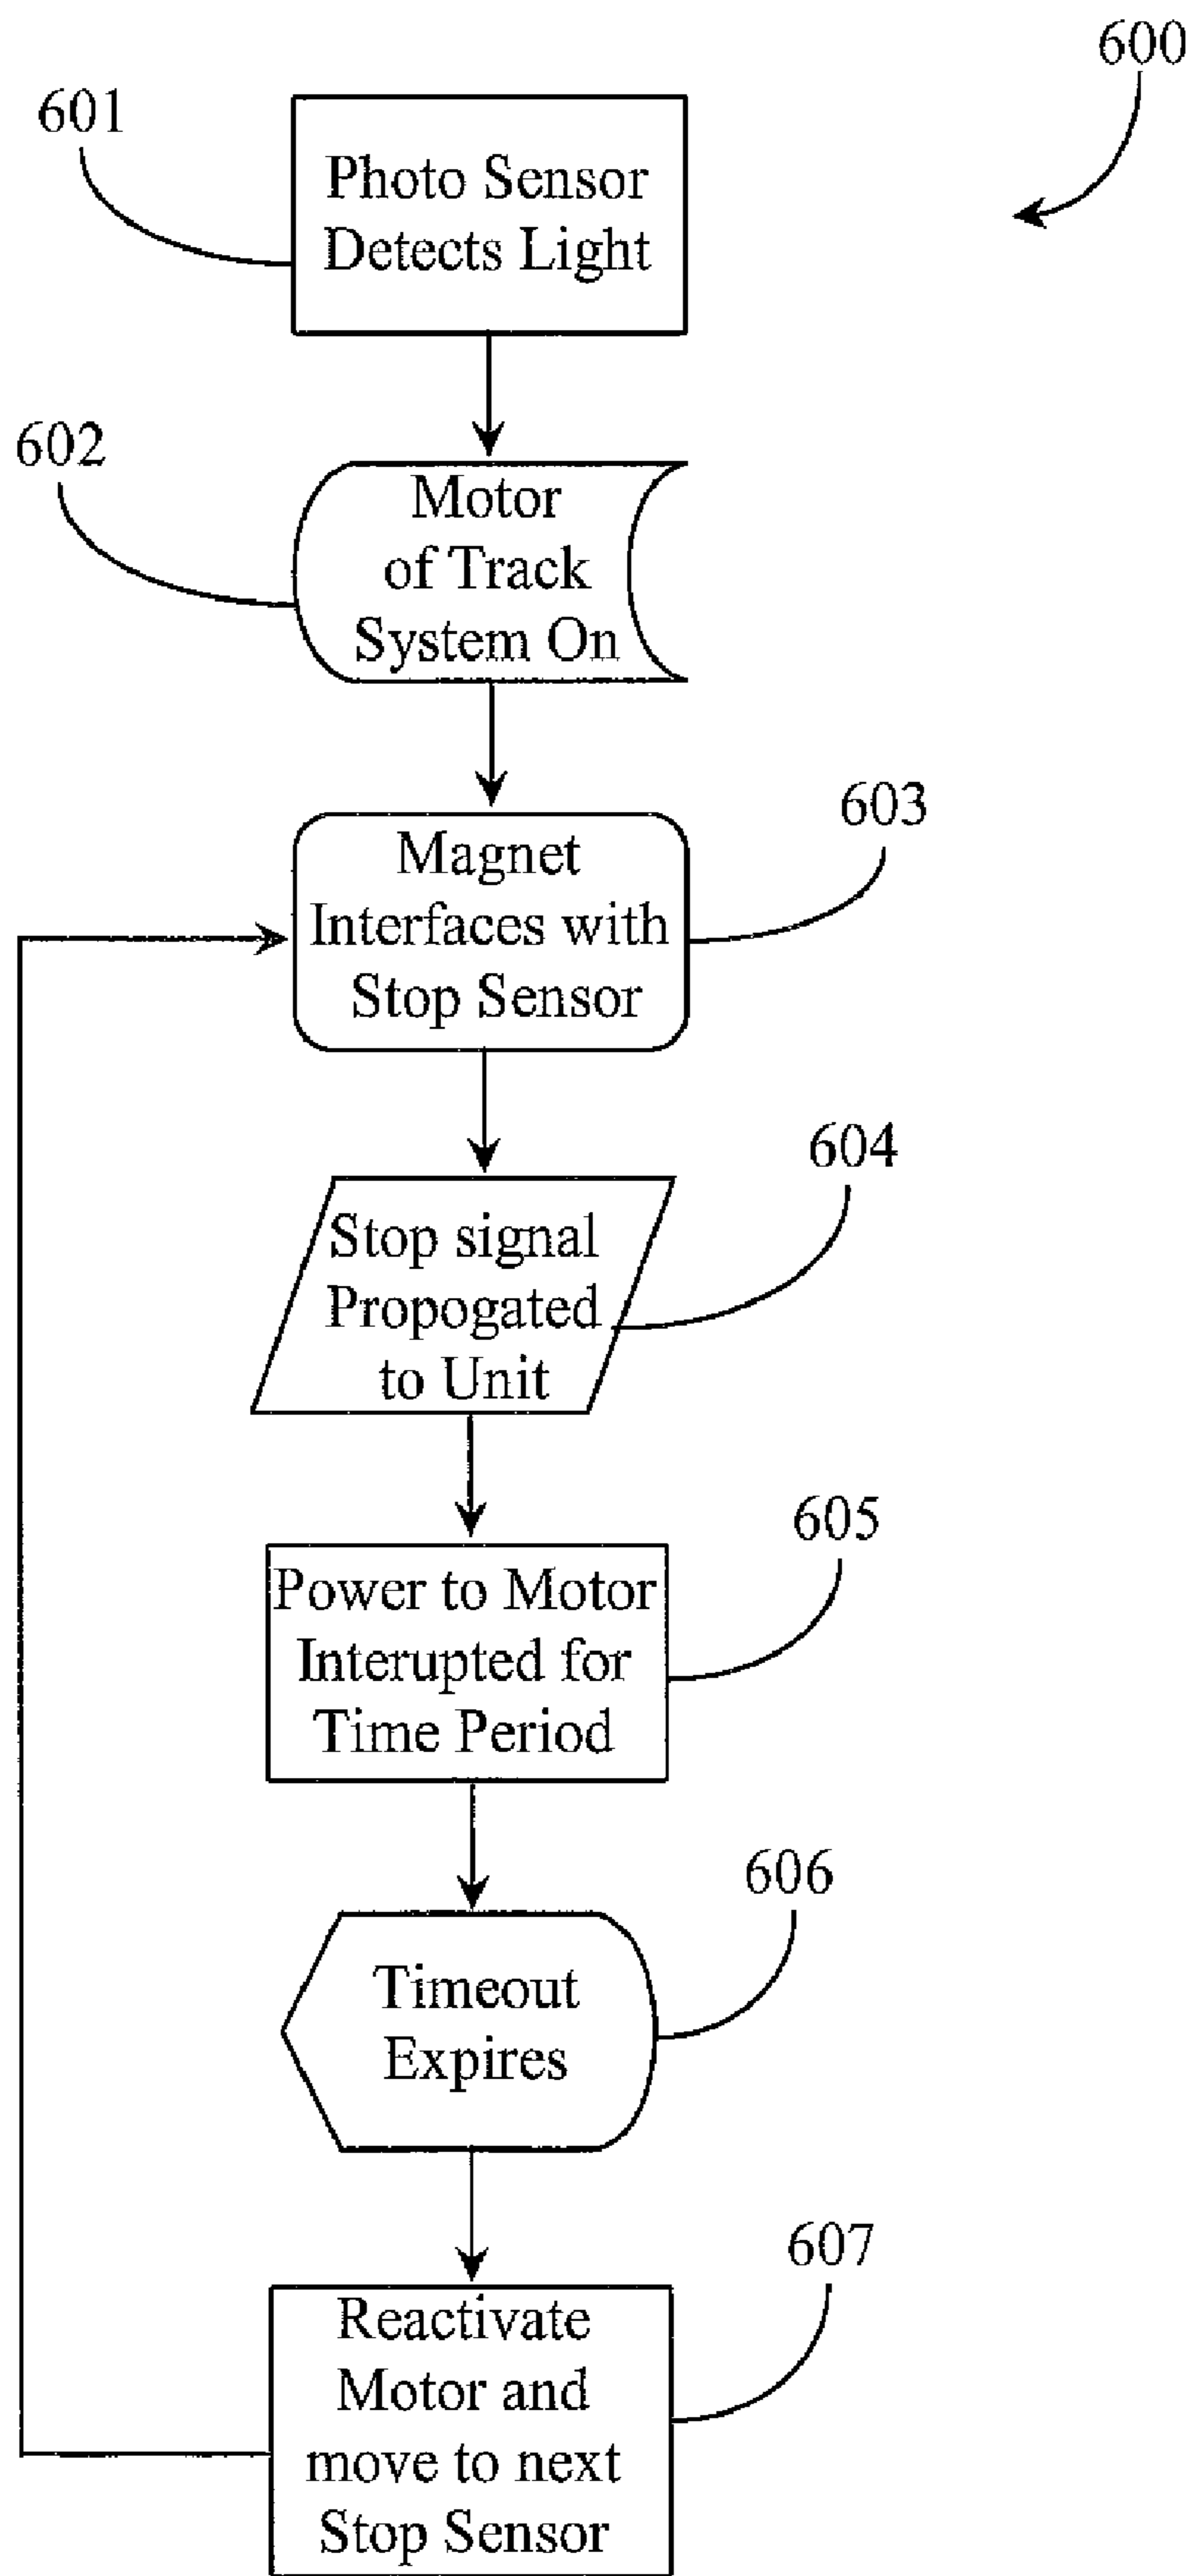 600
601
Photo Sensor
Detects Light
602
Motor
of Track
System On
603
Magnet
Interfaces with
Stop Sensor
604
Stop signal
Propogated
to Unit
605
Power to Motor
Interupted for
Time Period
606
Timeout
Expires
607
Reactivate
Motor and
move to next
Stop Sensor